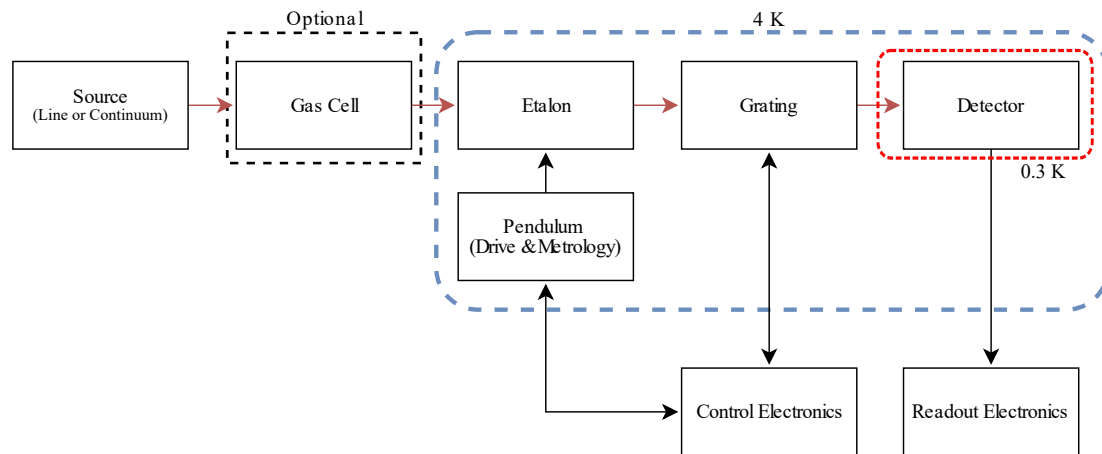 Optional
4 K
Source
(Line or Continuum)
Gas Cell
Etalon
Grating
Detector
0.3 K
Pendulum
(Drive & Metrology)
Control Electronics
Readout Electronics